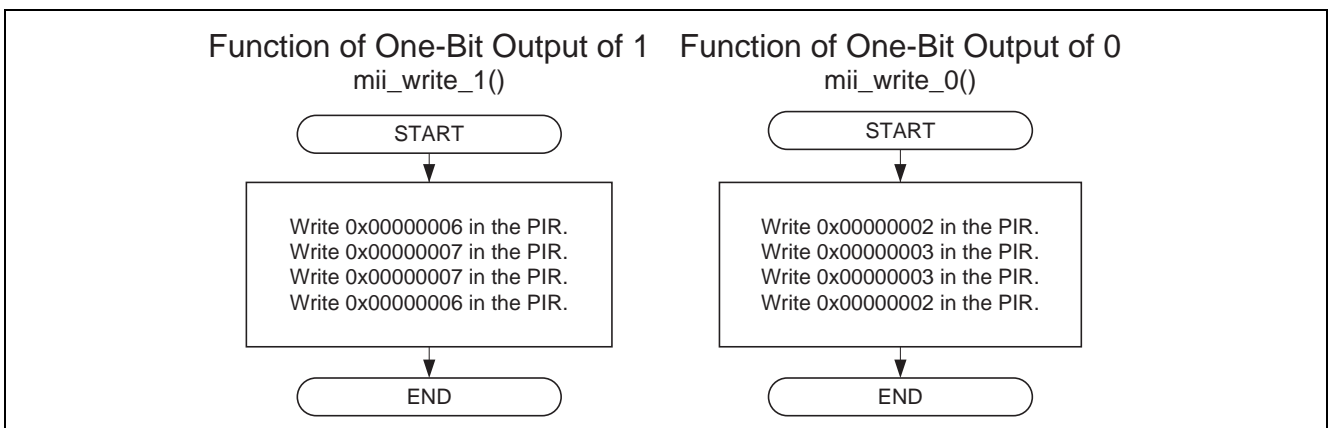 Function of One-Bit Output of 1
mii_write_1()
START
Write 0x00000006 in the PIR.
Write 0x00000007 in the PIR.
Write 0x00000007 in the PIR.
Write 0x00000006 in the PIR.
END
Function of One-Bit Output of 0
mii_write_0()
START
Write 0x00000002 in the PIR.
Write 0x00000003 in the PIR.
Write 0x00000003 in the PIR.
Write 0x00000002 in the PIR.
END